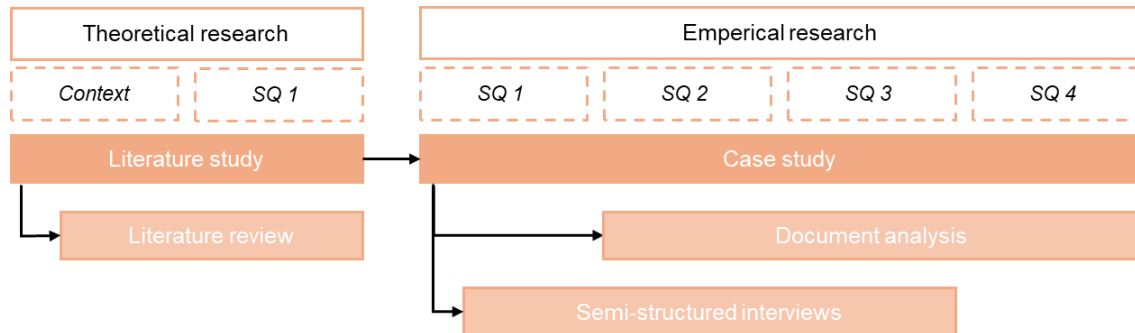 Theoretical research
Emperical research
Context
SQ 1
SQ 1
SQ 2
SQ 3
SQ 4
Literature study
Case study
Literature review
Document analysis
Semi-structured interviews